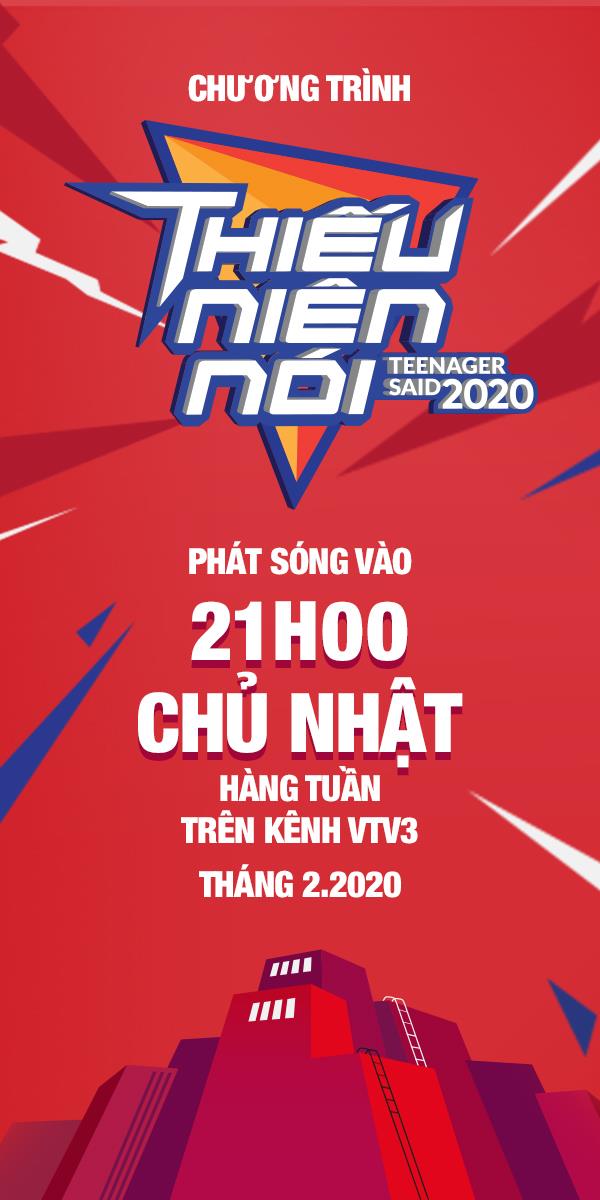 CHƯƠNG TRÌNH
THIẾU
NIÊN
NÓI
TEENAGER
SAID 2020
PHÁT SÓNG VÀO
21H00
CHỦ NHẬT
HÀNG TUẦN
TRÊN KÊNH VTV3
THÁNG 2.2020